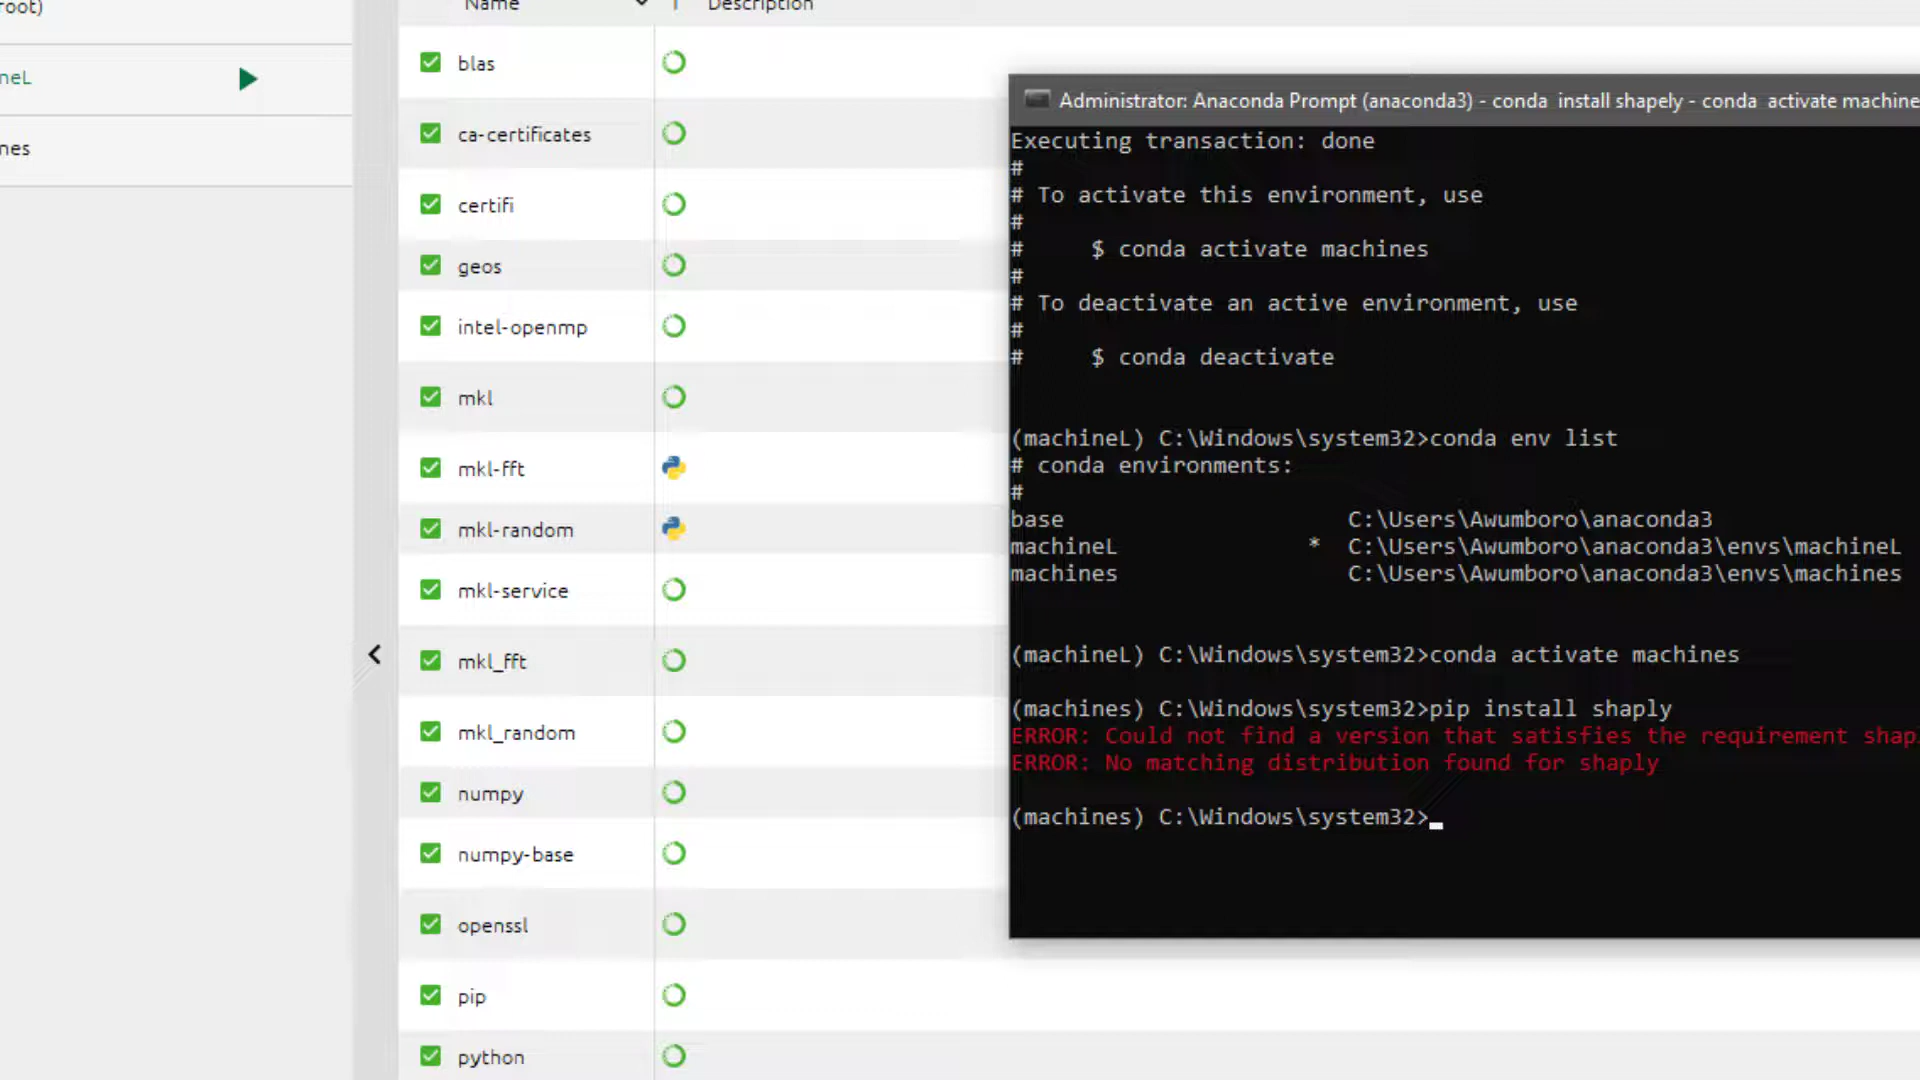 root)
neL
nes
Name
Description
blas
ca-certificates
certifi
geos
intel-openmp
mkl
mkl-fft
mkl-random
mkl-service
mkl_fft
mkl_random
numpy
numpy-base
openssl
pip
python
Administrator: Anaconda Prompt (anaconda3) - conda  install shapely - conda  activate machine
Executing transaction: done
#
# To activate this environment, use
#
#     $ conda activate machines
#
# To deactivate an active environment, use
#
#     $ conda deactivate
(machineL) C:\Windows\system32>conda env list
# conda environments:
#
base                     C:\Users\Awumboro\anaconda3
machineL              *  C:\Users\Awumboro\anaconda3\envs\machineL
machines                 C:\Users\Awumboro\anaconda3\envs\machines
(machineL) C:\Windows\system32>conda activate machines
(machines) C:\Windows\system32>pip install shaply
ERROR: Could not find a version that satisfies the requirement shap
ERROR: No matching distribution found for shaply
(machines) C:\Windows\system32>